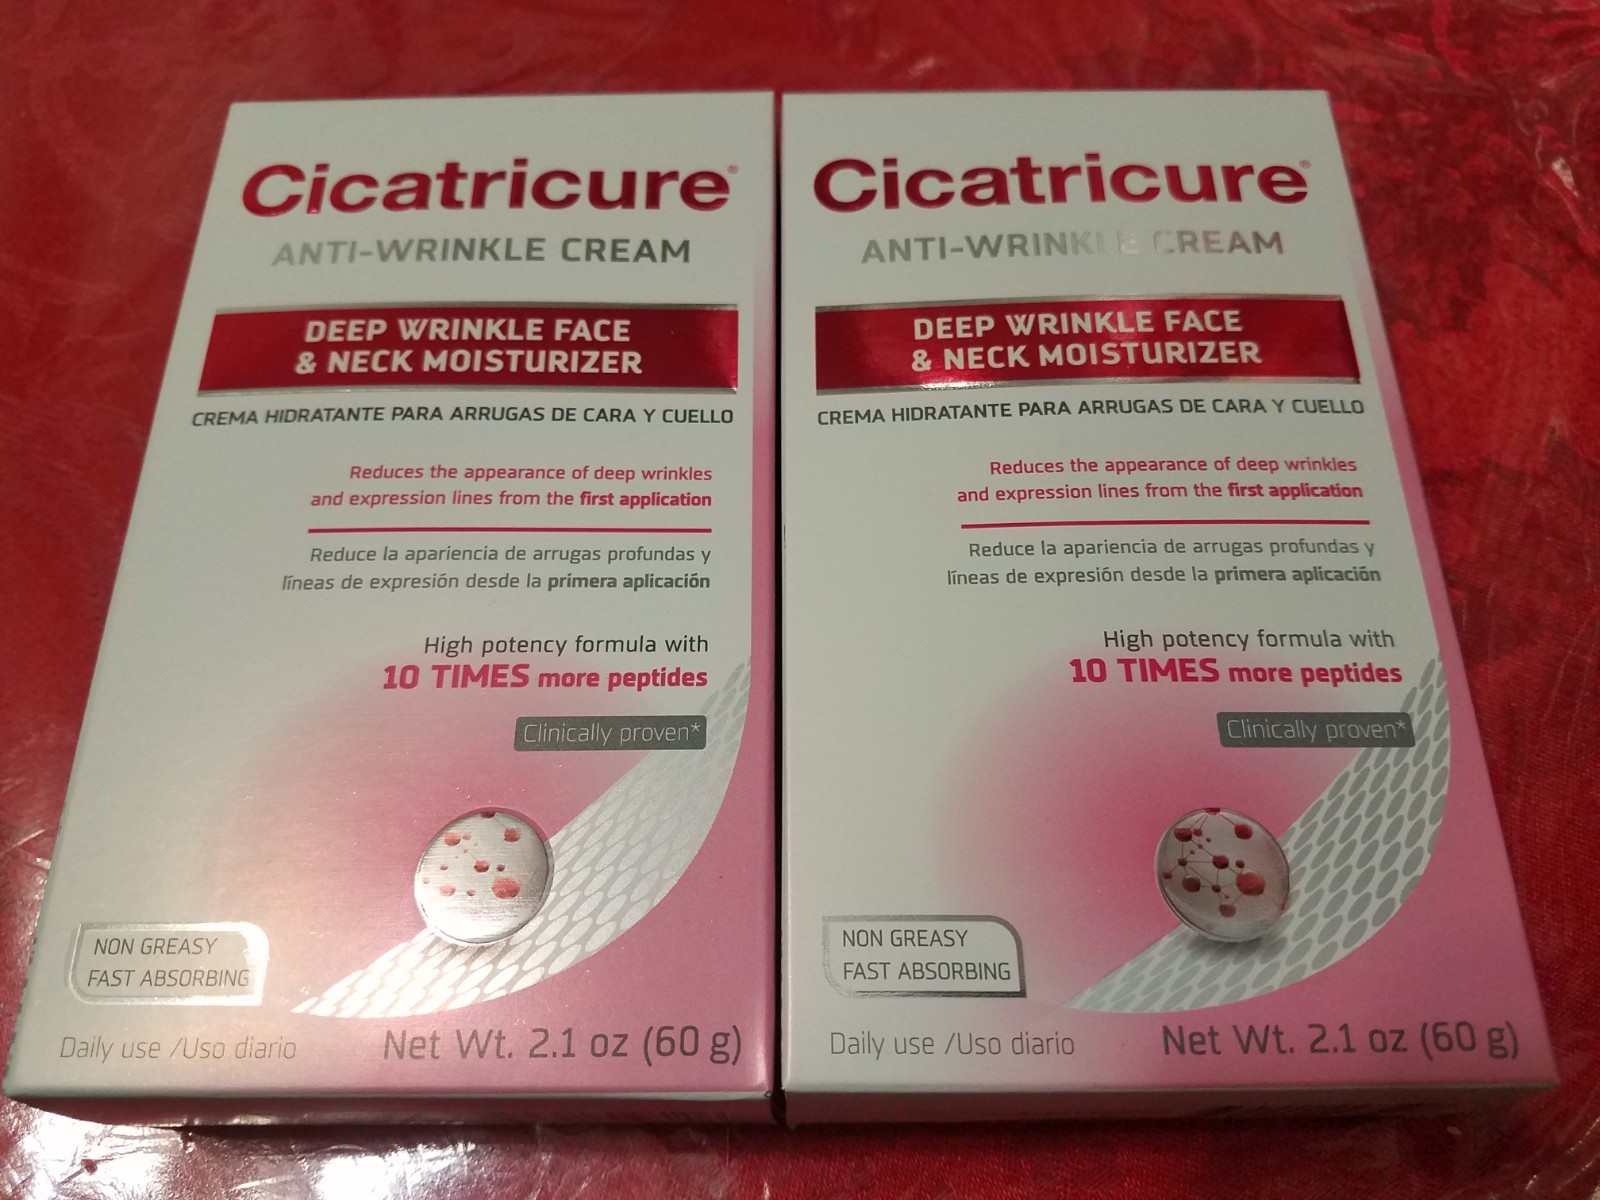 Cicatricure®
ANTI-WRINKLE CREAM
DEEP WRINKLE FACE
& NECK MOISTURIZER
CREMA HIDRATANTE PARA ARRUGAS DE CARA Y CUELLO
Reduces the appearance of deep wrinkles
and expression lines from the first application
Reduce la apariencia de arrugas profundas y
líneas de expresión desde la primera aplicación
High potency formula with
10 TIMES more peptides
Clinically proven*
NON GREASY
FAST ABSORBING
Daily use /Uso diario
Net Wt. 2.1 oz (60 g)
Cicatricure®
ANTI-WRINKLE CREAM
DEEP WRINKLE FACE
& NECK MOISTURIZER
CREMA HIDRATANTE PARA ARRUGAS DE CARA Y CUELLO
Reduces the appearance of deep wrinkles
and expression lines from the first application
Reduce la apariencia de arrugas profundas y
líneas de expresión desde la primera aplicación
High potency formula with
10 TIMES more peptides
Clinically proven*
NON GREASY
FAST ABSORBING
Daily use /Uso diario
Net Wt. 2.1 oz (60 g)